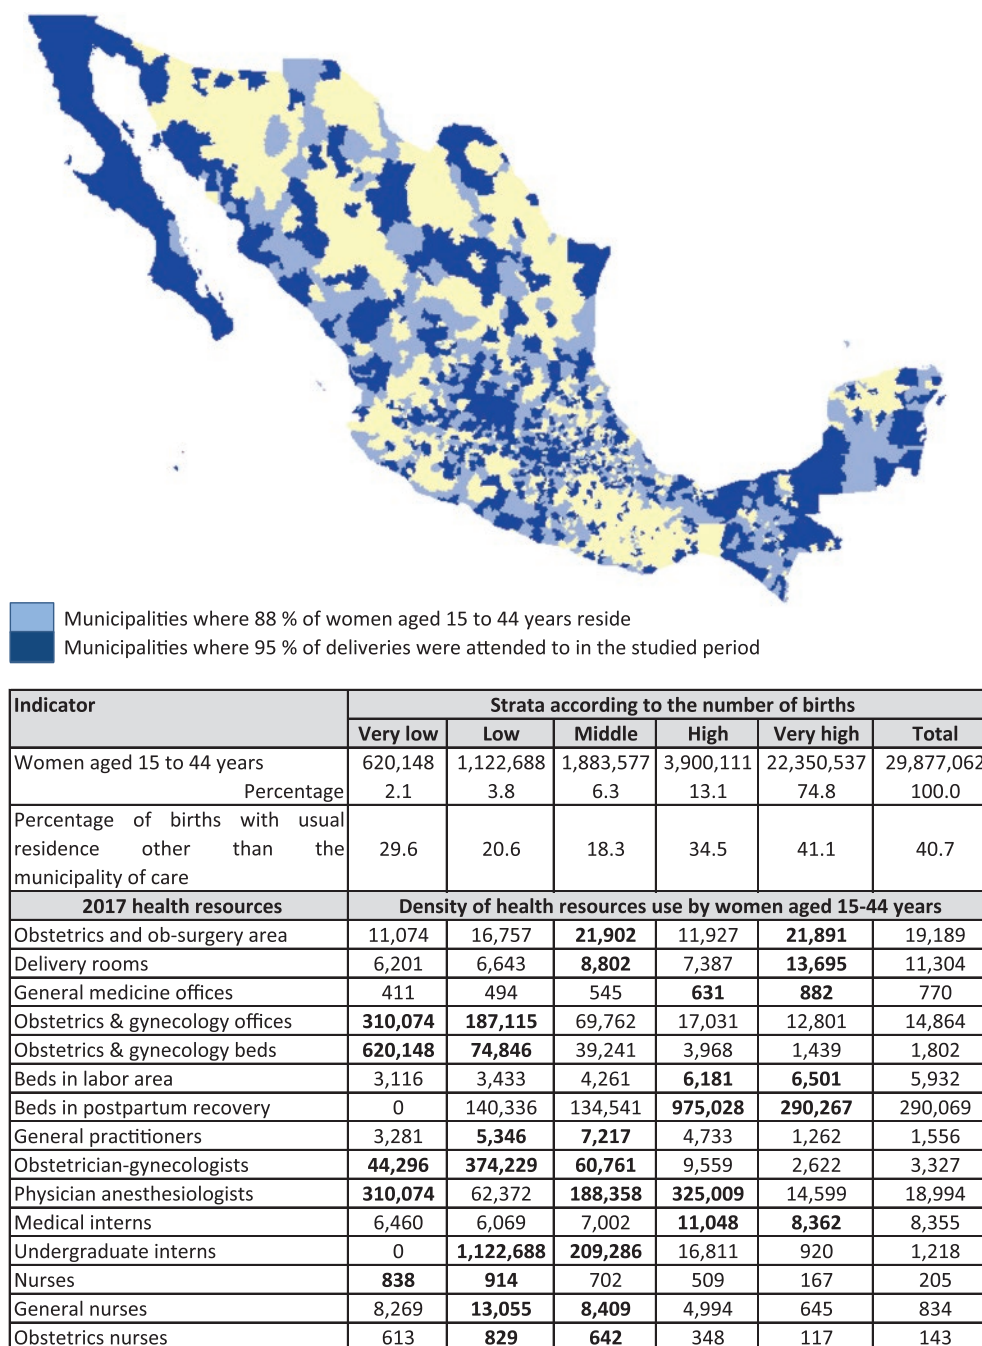 Municipalities where 88 % of women aged 15 to 44 years reside
Municipalities where 95 % of deliveries were attended to in the studied period
Indicator Strata according to the number of births
Very low Low Middle High Very high Total
Women aged 15 to 44 years 620,148 1,122,688 1,883,577 3,900,111 22,350,537 29,877,062
Percentage 2.1 3.8 6.3 13.1 74.8 100.0
Percentage of births with usual
residence other than the 29.6 20.6 18.3 34.5 41.1 40.7
municipality of care
2017 health resources Density of health resources use by women aged 15-44 years
Obstetrics and ob-surgery area 11,074 16,757 21,902 11,927 21,891 19,189
Delivery rooms 6,201 6,643 8,802 7,387 13,695 11,304
General medicine offices 411 494 545 631 882 770
Obstetrics & gynecology offices 310,074 187,115 69,762 17,031 12,801 14,864
Obstetrics & gynecology beds 620,148 74,846 39,241 3,968 1,439 1,802
Beds in labor area 3,116 3,433 4,261 6,181 6,501 5,932
Beds in postpartum recovery 0 140,336 134,541 975,028 290,267 290,069
General practitioners 3,281 5,346 7,217 4,733 1,262 1,556
Obstetrician-gynecologists 44,296 374,229 60,761 9,559 2,622 3,327
Physician anesthesiologists 310,074 62,372 188,358 325,009 14,599 18,994
Medical interns 6,460 6,069 7,002 11,048 8,362 8,355
Undergraduate interns 0 1,122,688 209,286 16,811 920 1,218
Nurses 838 914 702 509 167 205
General nurses 8,269 13,055 8,409 4,994 645 834
Obstetrics nurses 613 829 642 348 117 143